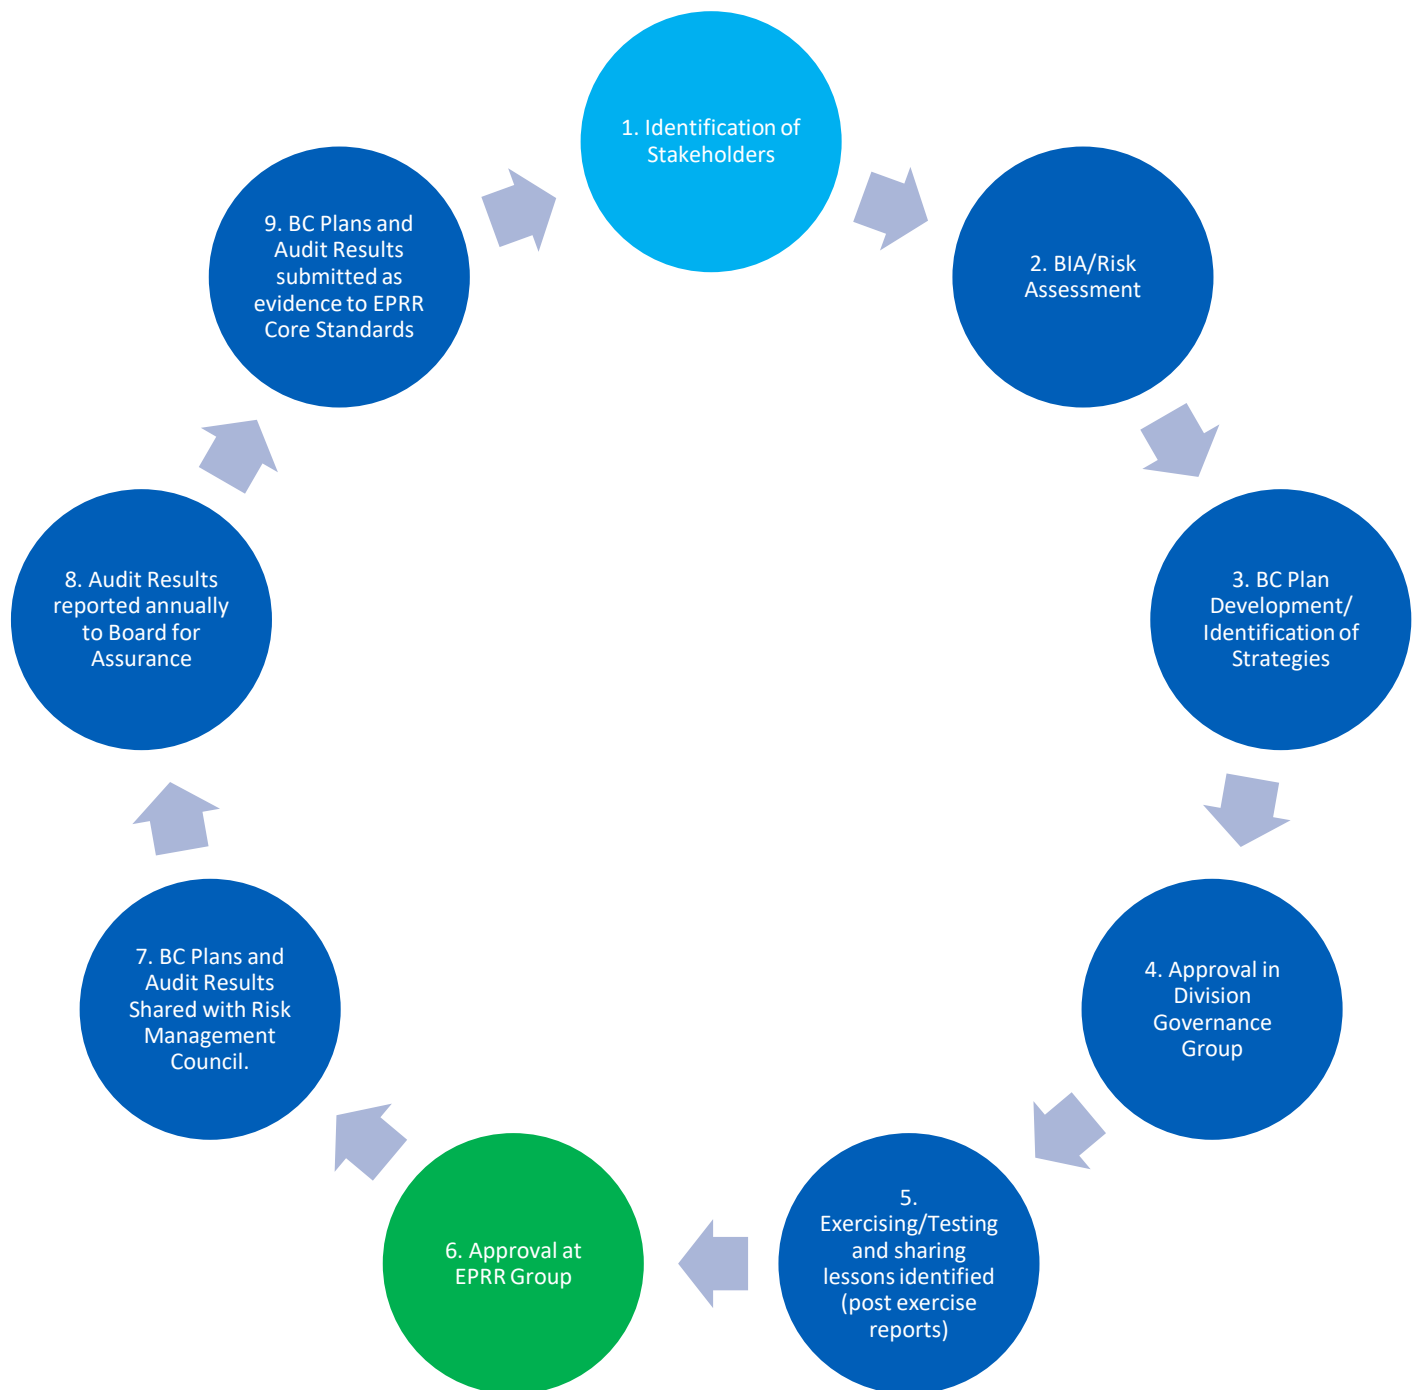 1. Identification of
Stakeholders
2. BIA/Risk
Assessment
3. BC Plan
Development/
Identification of
Strategies
4. Approval in
Division
Governance
Group
5.
Exercising/Testing
and sharing
lessons identified
(post exercise
reports)
6. Approval at
EPRR Group
7. BC Plans and
Audit Results
Shared with Risk
Management
Council.
8. Audit Results
reported annually
to Board for
Assurance
9. BC Plans and
Audit Results
submitted as
evidence to EPRR
Core Standards